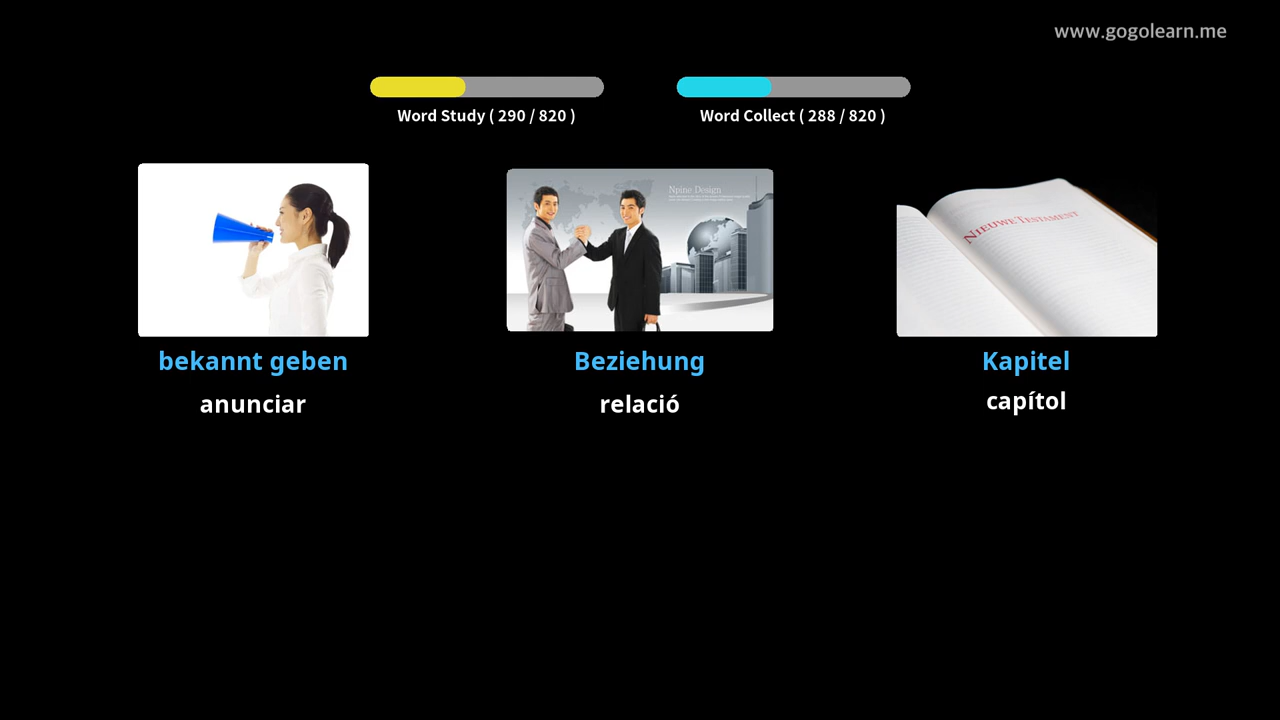 www.gogolearn.me
Word Study ( 290 / 820 )
Word Collect ( 288 / 820 )
Npine Design
NIEUWE TESTAMENT
bekannt geben
Beziehung
Kapitel
anunciar
relació
capítol